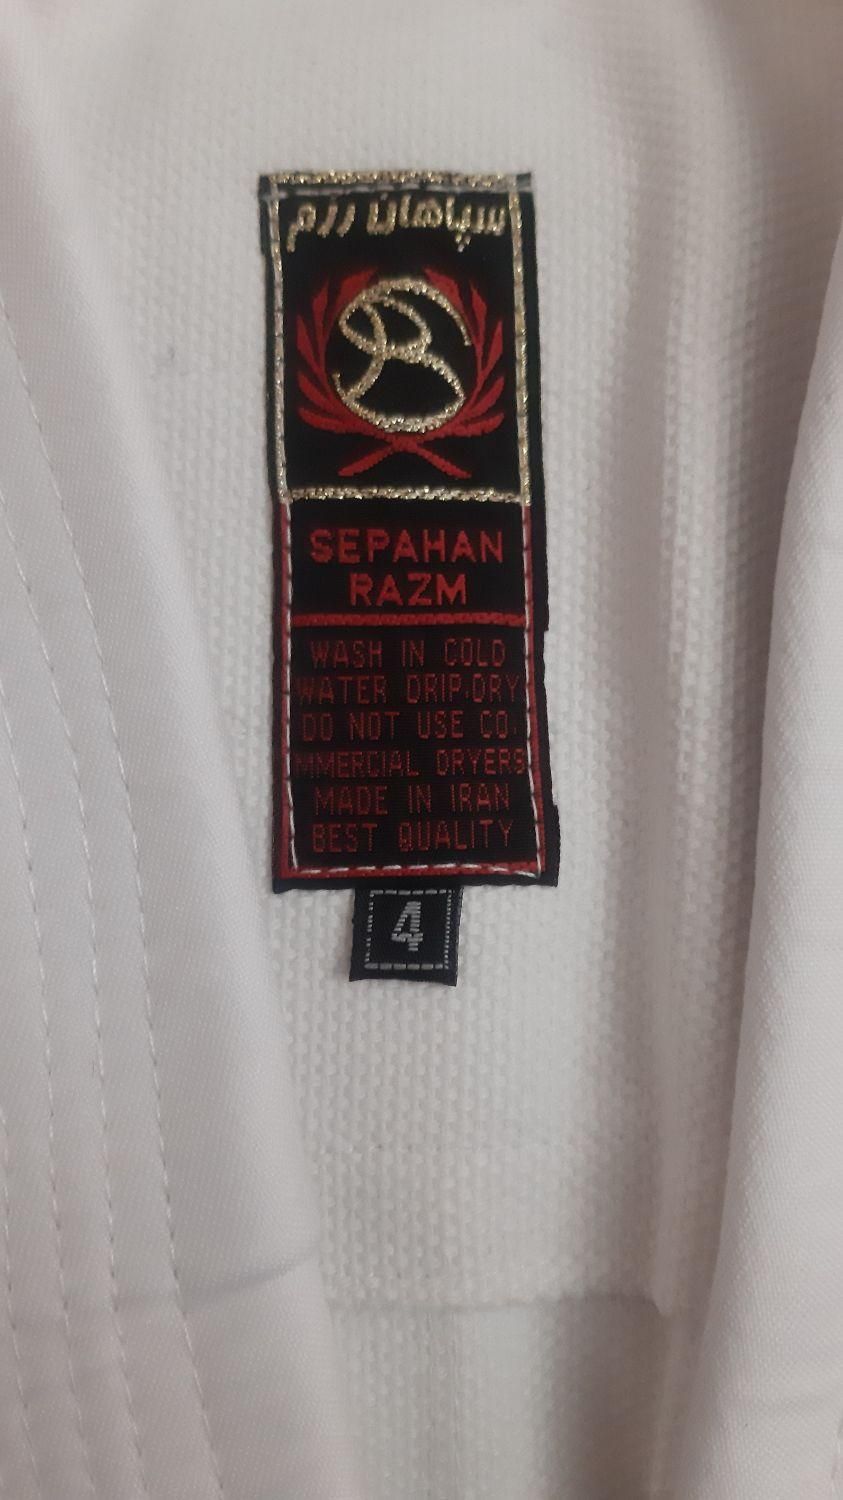 سپاهان رزم
SEPAHAN
RAZM
WASH IN COLD
WATER DRIP.DRY
DO NOT USE CO.
MMERCIAL DRYERS
MADE IN IRAN
BEST QUALITY
4